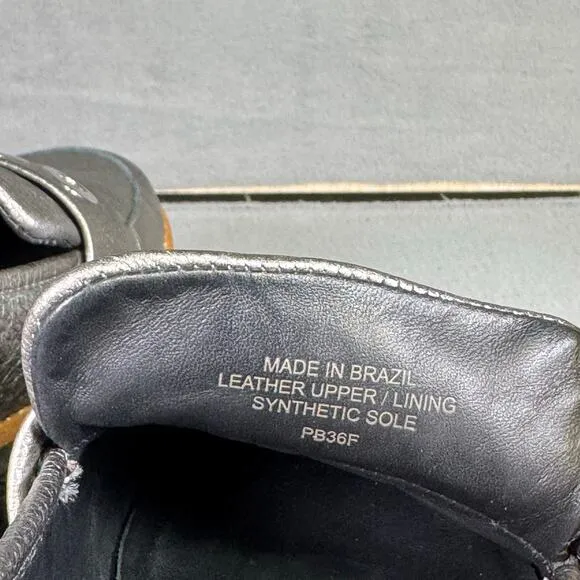 MADE IN BRAZIL
LEATHER UPPER / LINING
SYNTHETIC SOLE
PB36F